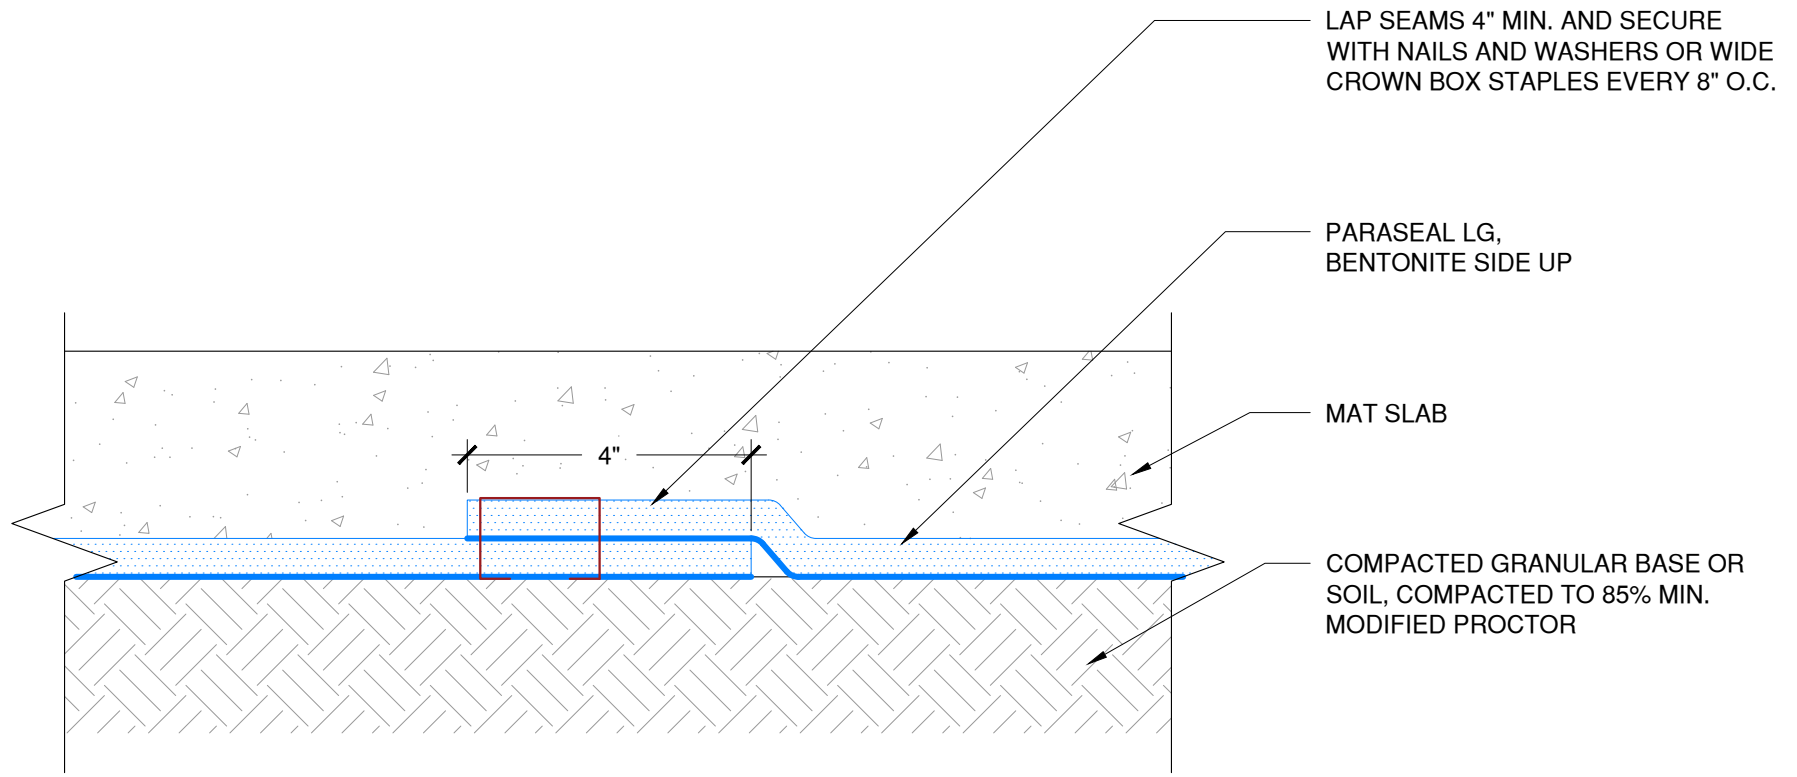 LAP SEAMS 4" MIN. AND SECURE
WITH NAILS AND WASHERS OR WIDE
CROWN BOX STAPLES EVERY 8" O.C.
PARASEAL LG,
BENTONITE SIDE UP
MAT SLAB
4"
COMPACTED GRANULAR BASE OR
SOIL, COMPACTED TO 85% MIN.
MODIFIED PROCTOR